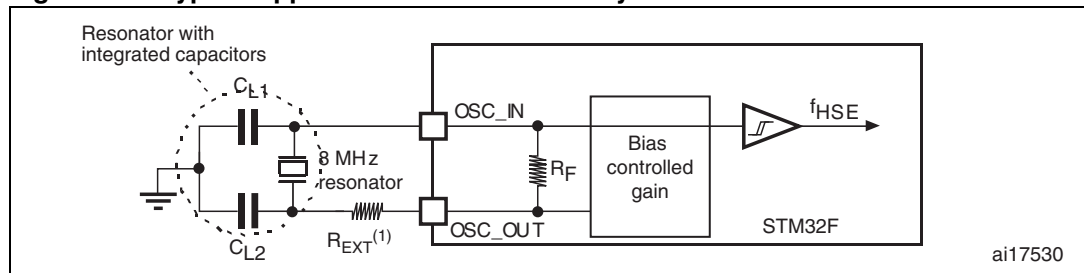 Resonator with
integrated capacitors
CL1
OSC_IN
fHSE
8 MHz
resonator
RF
Bias
controlled
gain
REXT(1)
OSC_OUT
STM32F
CL2
ai17530